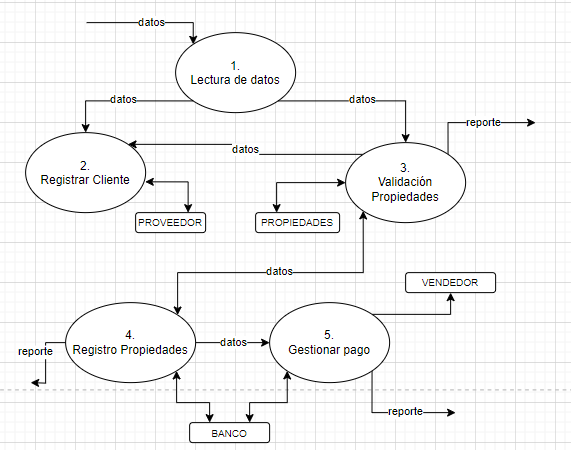 datos
1.
Lectura de datos
datos
datos
reporte
datos
2.
Registrar Cliente
3.
Validación
Propiedades
PROVEEDOR
PROPIEDADES
datos
VENDEDOR
4.
Registro Propiedades
datos
5.
Gestionar pago
reporte
reporte
BANCO